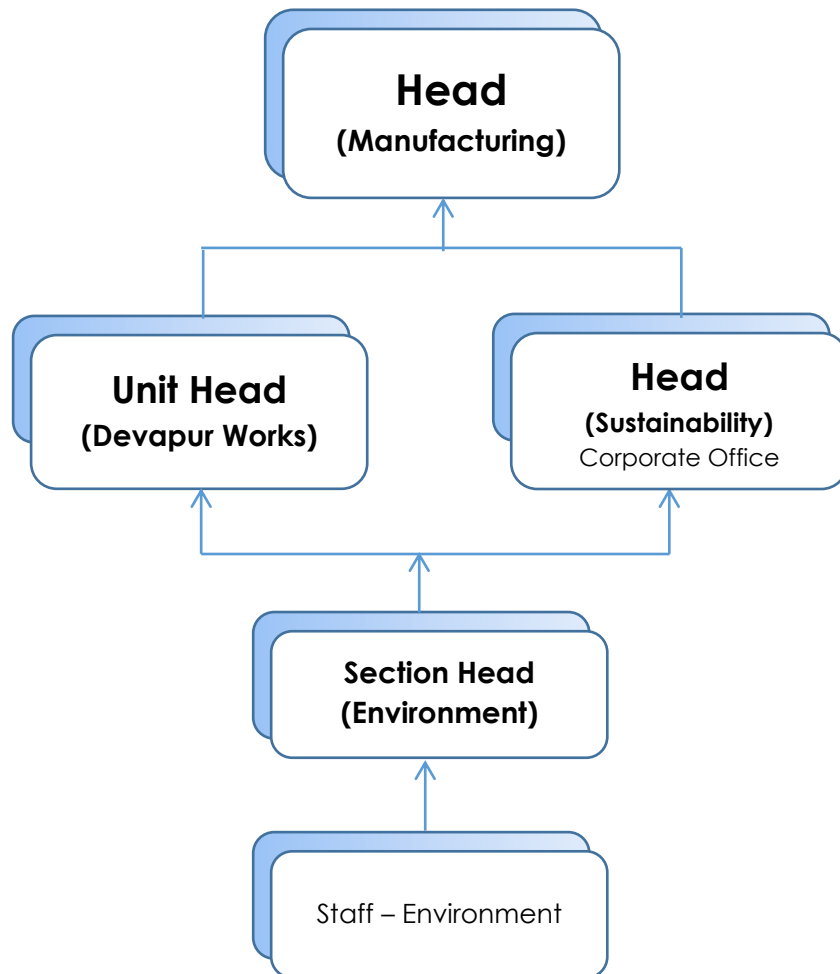 Head
(Manufacturing)
Unit Head
(Devapur Works)
Head
(Sustainability)
Corporate Office
Section Head
(Environment)
Staff – Environment